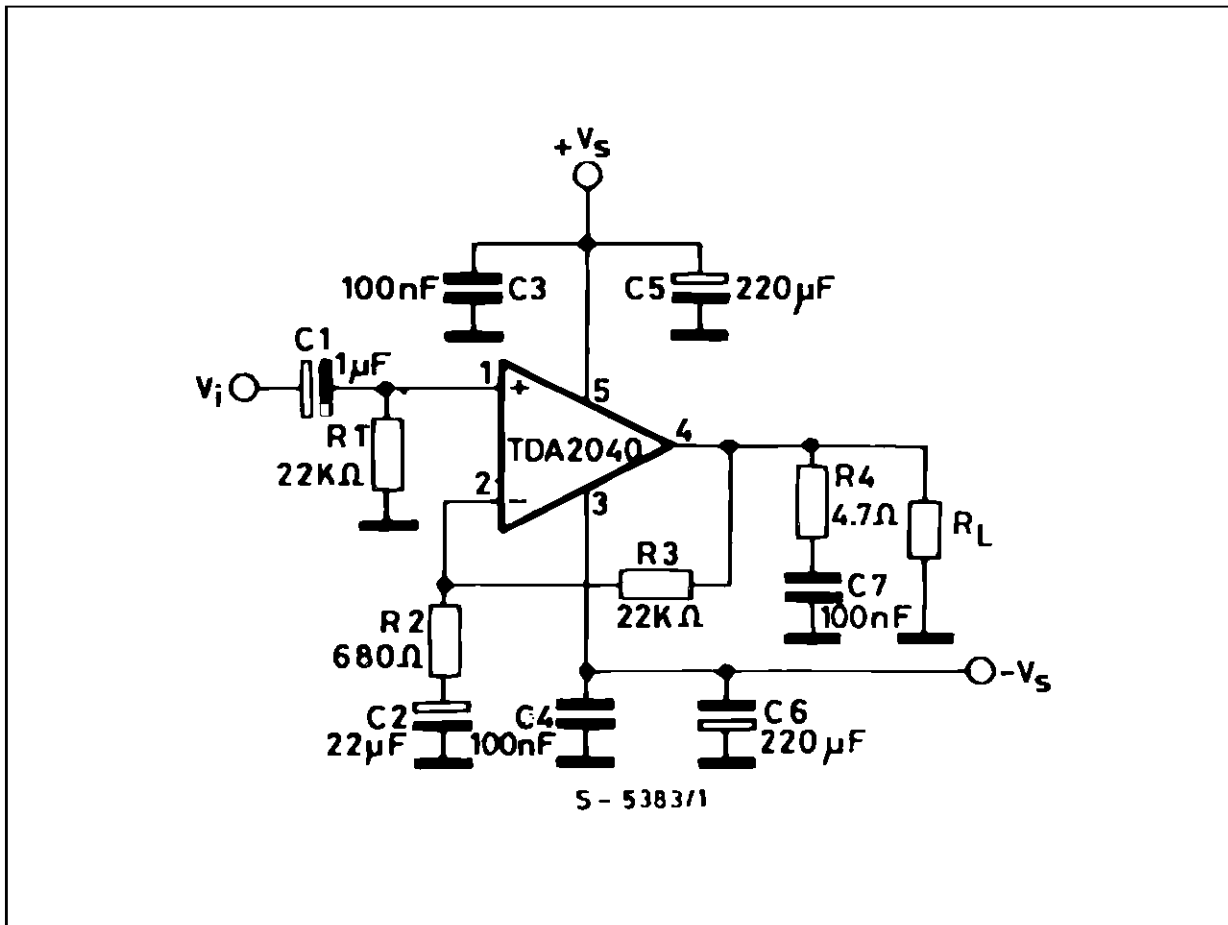 +Vs
100nF C3
C5 220µF
C1
1µF
Vi
1
+
5
R1
22KΩ
TDA2040
4
2
−
3
R4
4.7Ω
RL
R3
22KΩ
C7
100nF
R2
680Ω
-Vs
C2
22µF
C4
100nF
C6
220µF
S-5383/1